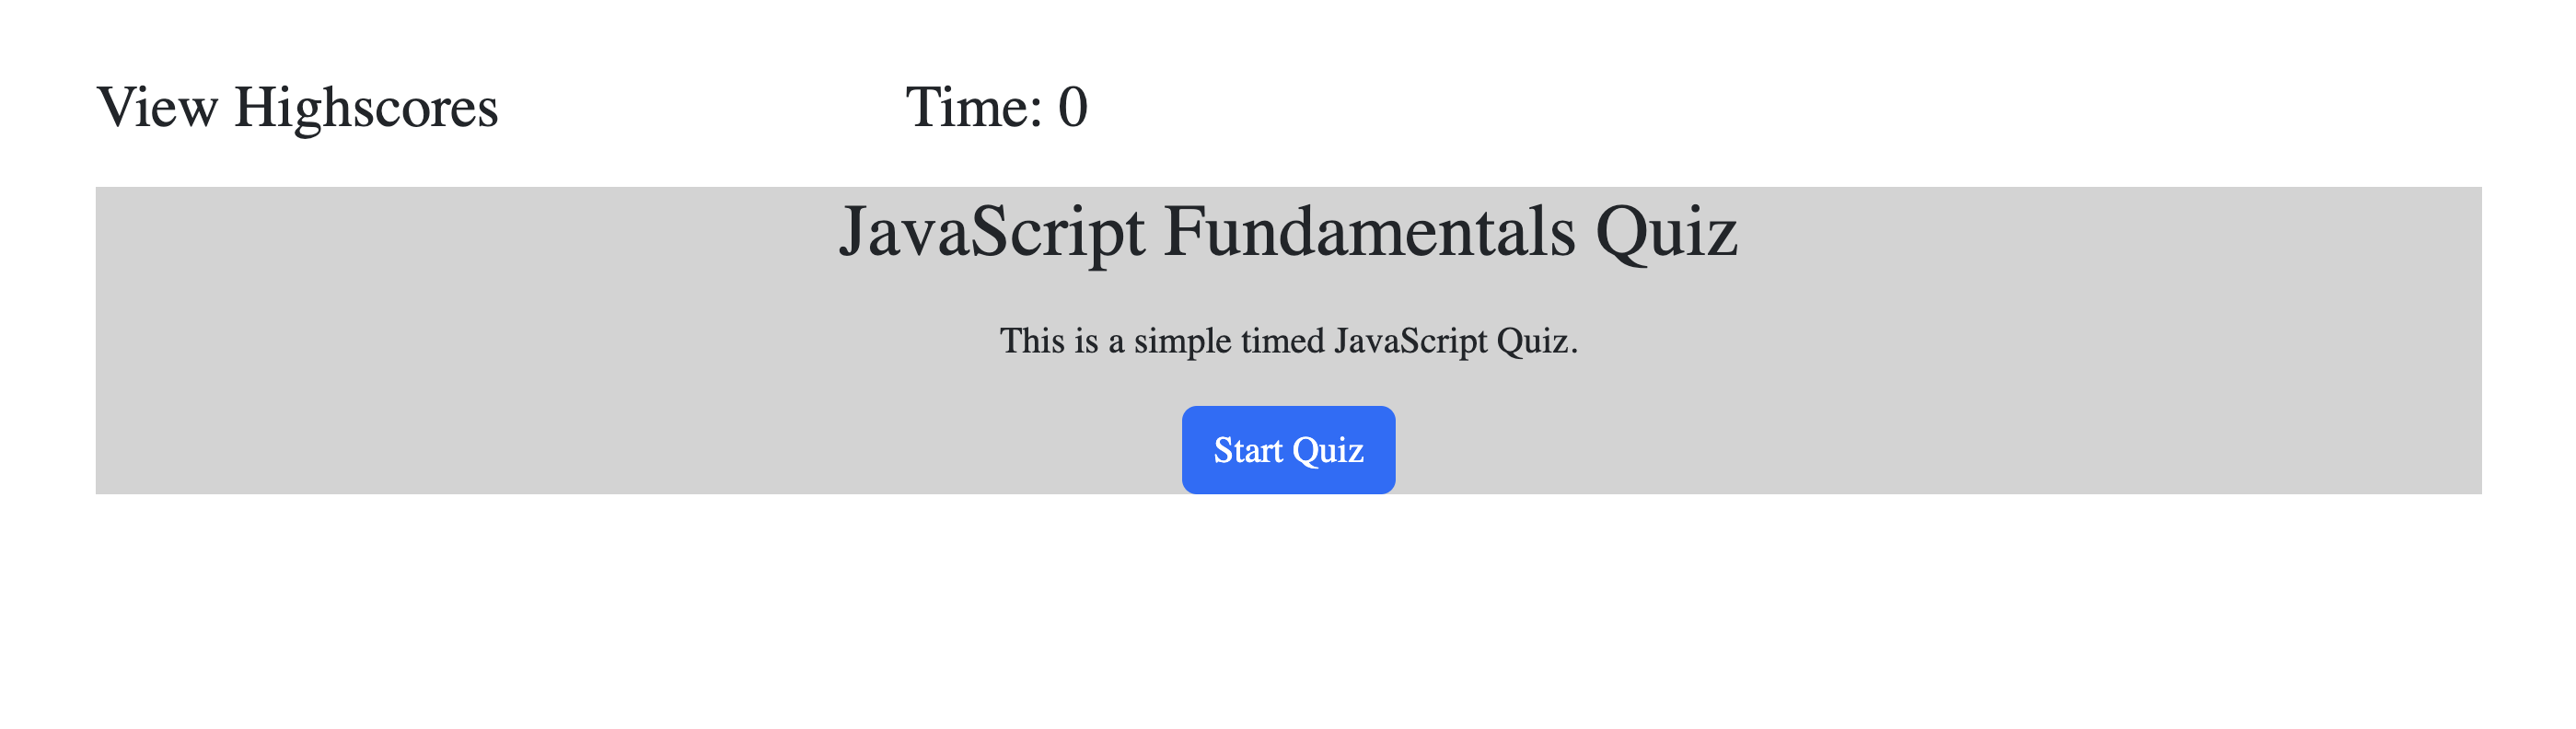 View Highscores
Time: 0
JavaScript Fundamentals Quiz
This is a simple timed JavaScript Quiz.
Start Quiz